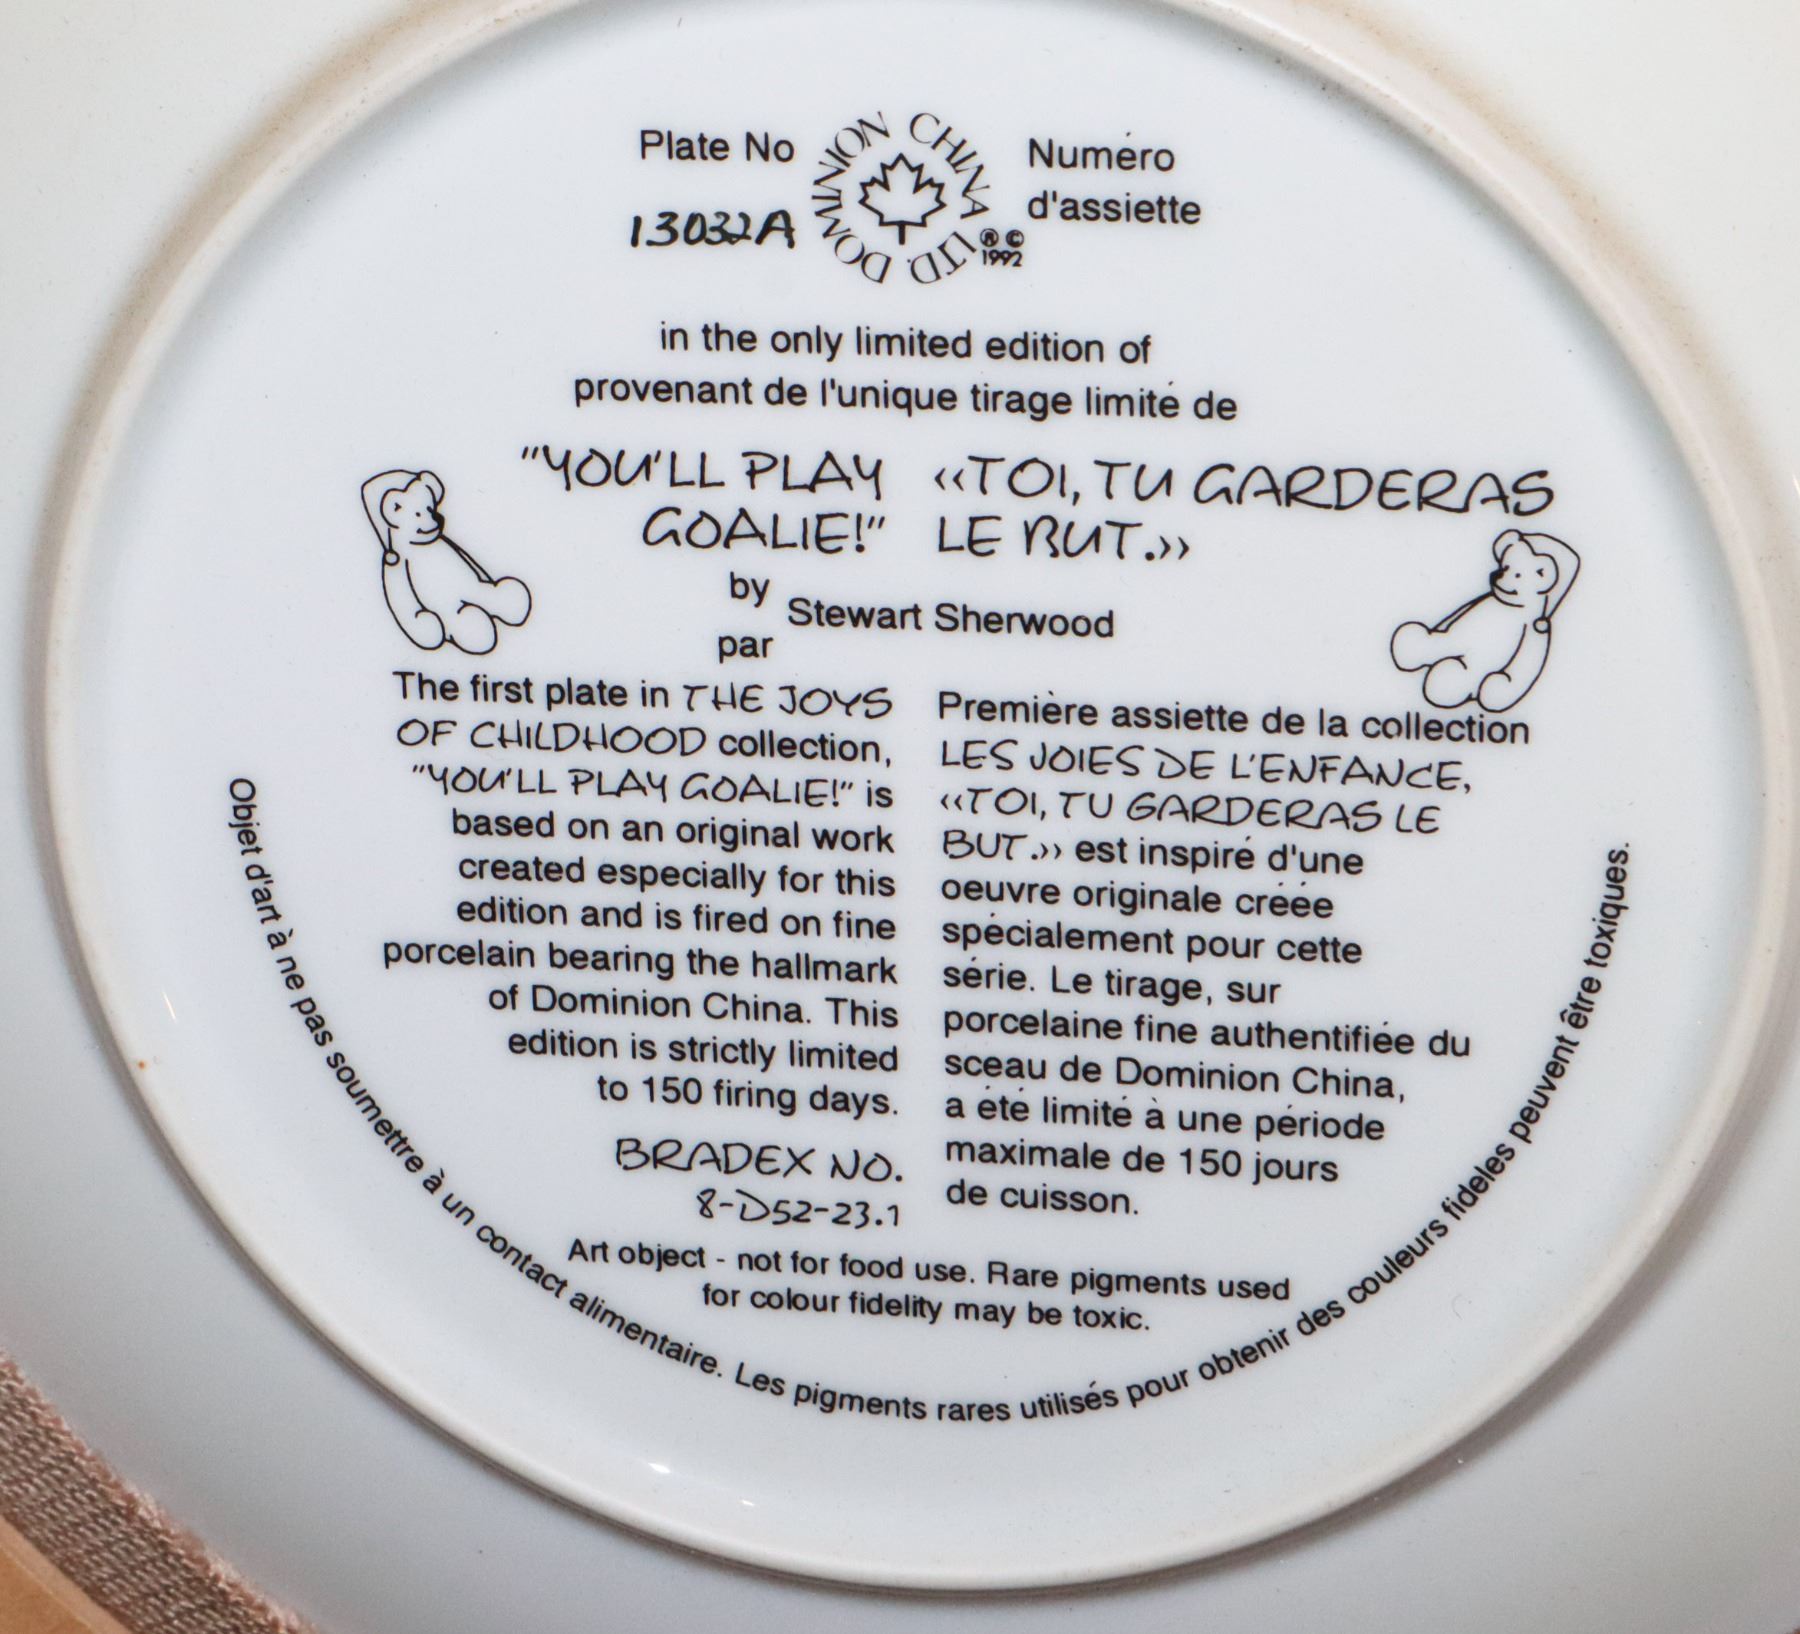 Plate No
13032A
DOMINION CHINA LTD.
® ©
1992
Numéro
d'assiette
in the only limited edition of
provenant de l'unique tirage limité de
"YOU'LL PLAY
GOALIE!"
«TOI, TU GARDERAS
LE BUT.»
by
par
Stewart Sherwood
The first plate in THE JOYS
OF CHILDHOOD collection,
"YOU'LL PLAY GOALIE!" is
based on an original work
created especially for this
edition and is fired on fine
porcelain bearing the hallmark
of Dominion China. This
edition is strictly limited
to 150 firing days.
BRADEX NO.
8-D52-23.1
Première assiette de la collection
LES JOIES DE L'ENFANCE,
«TOI, TU GARDERAS LE
BUT.» est inspiré d'une
oeuvre originale créée
spécialement pour cette
série. Le tirage, sur
porcelaine fine authentifiée du
sceau de Dominion China,
a été limité à une période
maximale de 150 jours
de cuisson.
Art object - not for food use. Rare pigments used
for colour fidelity may be toxic.
Objet d'art à ne pas soumettre à un contact alimentaire. Les pigments rares utilisés pour obtenir des couleurs fideles peuvent être toxiques.